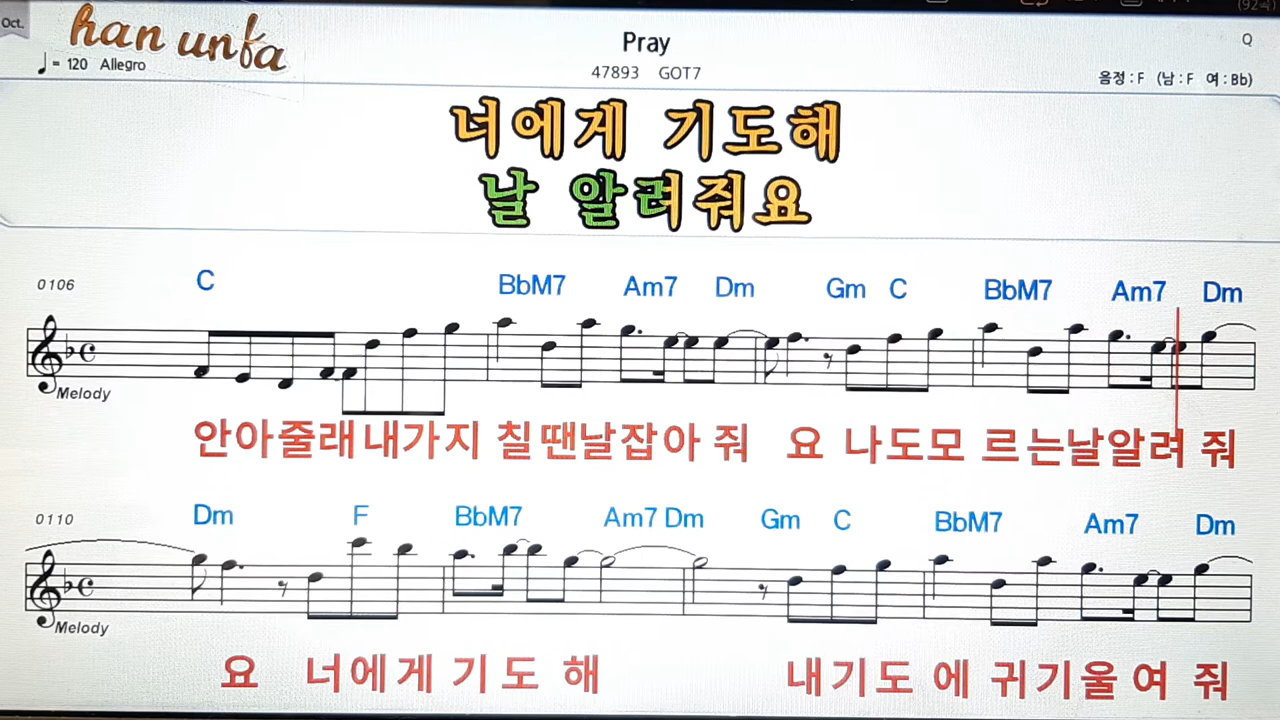 Oct.
han unfa
(92곡)
Pray
Q
♩= 120 Allegro
47893 GOT7
음정 : F (남 : F 여 : Bb)
너에게 기도해
날 알려줘요
0106
C BbM7 Am7 Dm Gm C BbM7 Am7 Dm
Melody
안아줄래내가지 칠땐날잡아 줘 요 나도모 르는날알려 줘
0110
Dm F BbM7 Am7 Dm Gm C BbM7 Am7 Dm
Melody
요 너에게 기 도 해 내기도 에 귀기울 여 줘